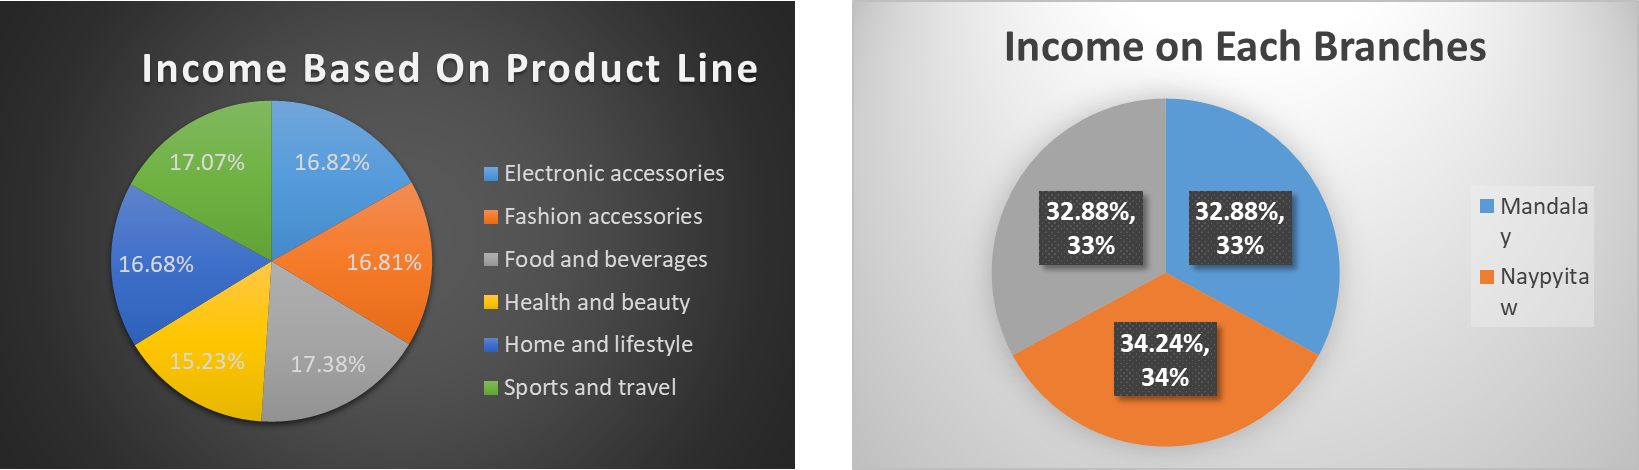 Income Based On Product Line
17.07%
16.82%
16.68%
16.81%
15.23%
17.38%
Electronic accessories
Fashion accessories
Food and beverages
Health and beauty
Home and lifestyle
Sports and travel
Income on Each Branches
32.88%,
33%
32.88%,
33%
34.24%,
34%
Mandala
y
Naypyita
w